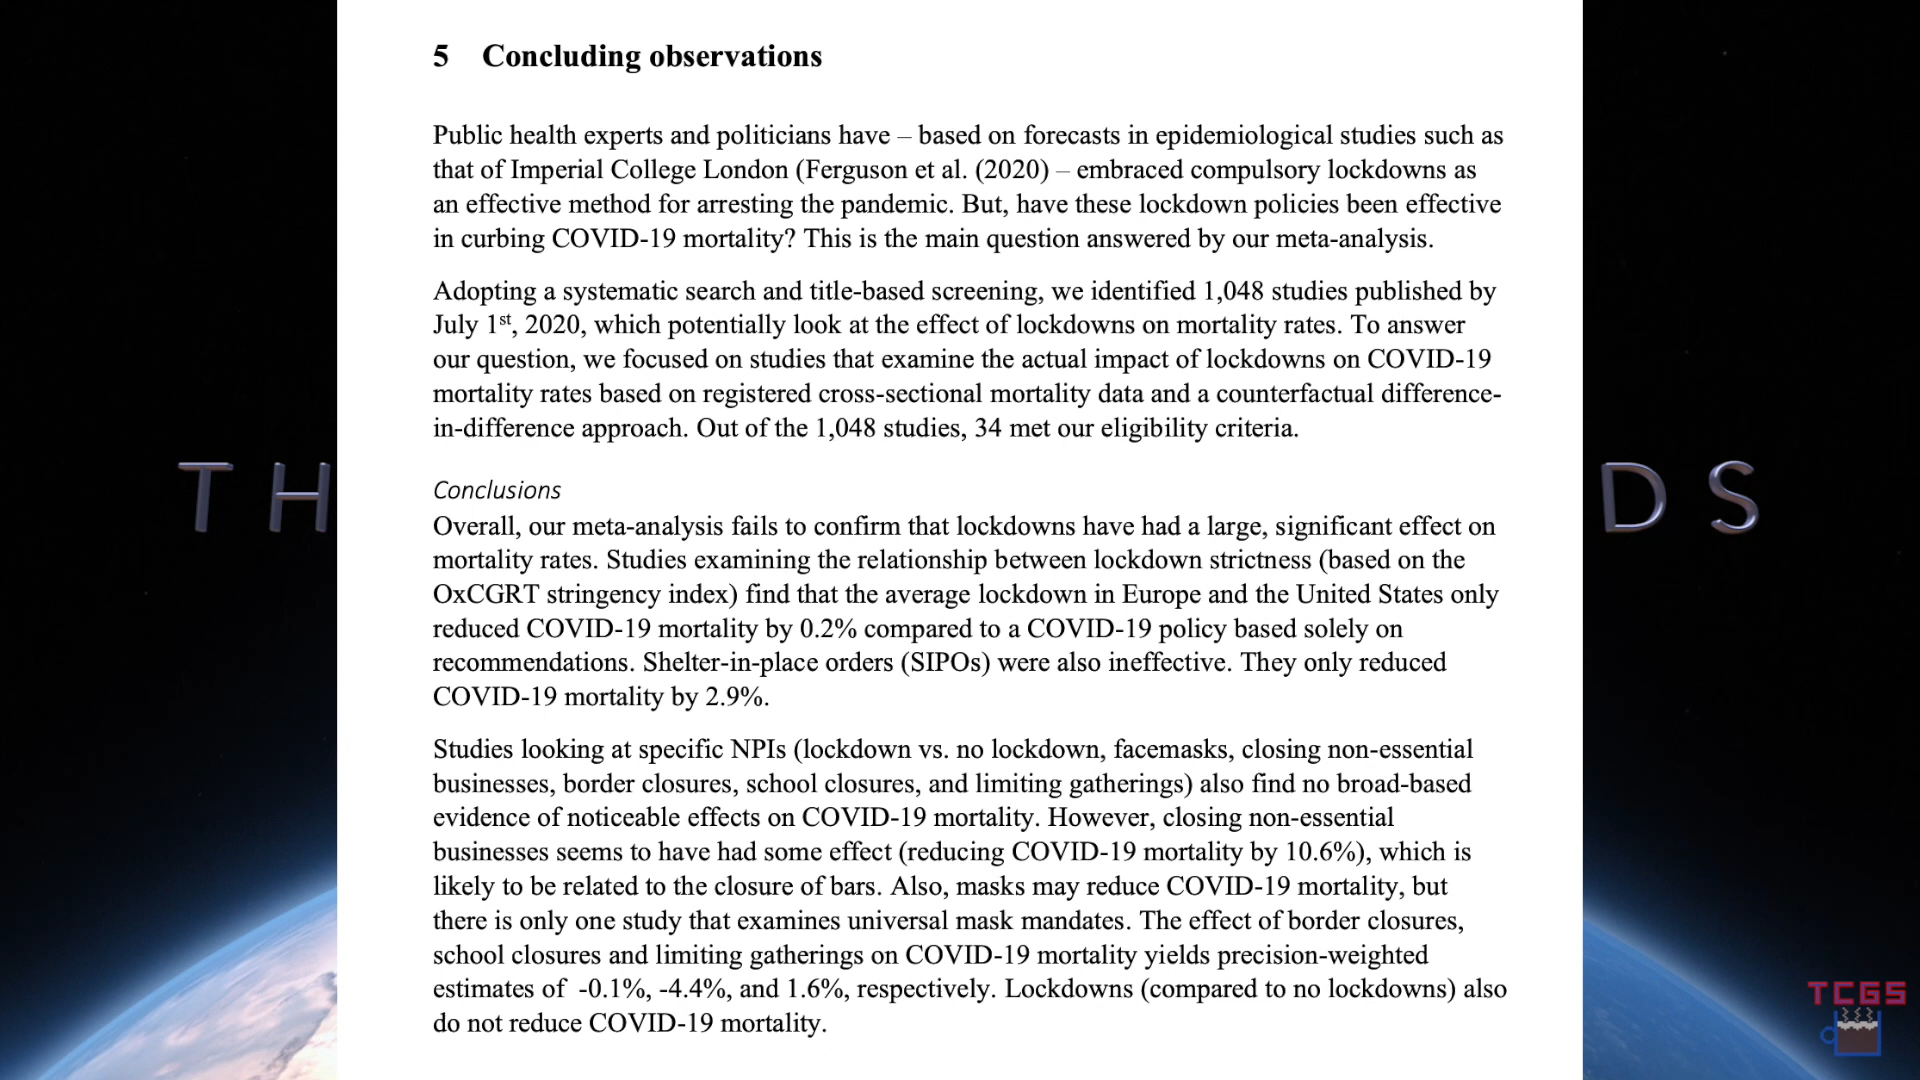 5 Concluding observations
Public health experts and politicians have – based on forecasts in epidemiological studies such as
that of Imperial College London (Ferguson et al. (2020) – embraced compulsory lockdowns as
an effective method for arresting the pandemic. But, have these lockdown policies been effective
in curbing COVID-19 mortality? This is the main question answered by our meta-analysis.
Adopting a systematic search and title-based screening, we identified 1,048 studies published by
July 1st, 2020, which potentially look at the effect of lockdowns on mortality rates. To answer
our question, we focused on studies that examine the actual impact of lockdowns on COVID-19
mortality rates based on registered cross-sectional mortality data and a counterfactual difference-
in-difference approach. Out of the 1,048 studies, 34 met our eligibility criteria.
Conclusions
Overall, our meta-analysis fails to confirm that lockdowns have had a large, significant effect on
mortality rates. Studies examining the relationship between lockdown strictness (based on the
OxCGRT stringency index) find that the average lockdown in Europe and the United States only
reduced COVID-19 mortality by 0.2% compared to a COVID-19 policy based solely on
recommendations. Shelter-in-place orders (SIPOs) were also ineffective. They only reduced
COVID-19 mortality by 2.9%.
Studies looking at specific NPIs (lockdown vs. no lockdown, facemasks, closing non-essential
businesses, border closures, school closures, and limiting gatherings) also find no broad-based
evidence of noticeable effects on COVID-19 mortality. However, closing non-essential
businesses seems to have had some effect (reducing COVID-19 mortality by 10.6%), which is
likely to be related to the closure of bars. Also, masks may reduce COVID-19 mortality, but
there is only one study that examines universal mask mandates. The effect of border closures,
school closures and limiting gatherings on COVID-19 mortality yields precision-weighted
estimates of -0.1%, -4.4%, and 1.6%, respectively. Lockdowns (compared to no lockdowns) also
do not reduce COVID-19 mortality.
TH
DS
TCGS